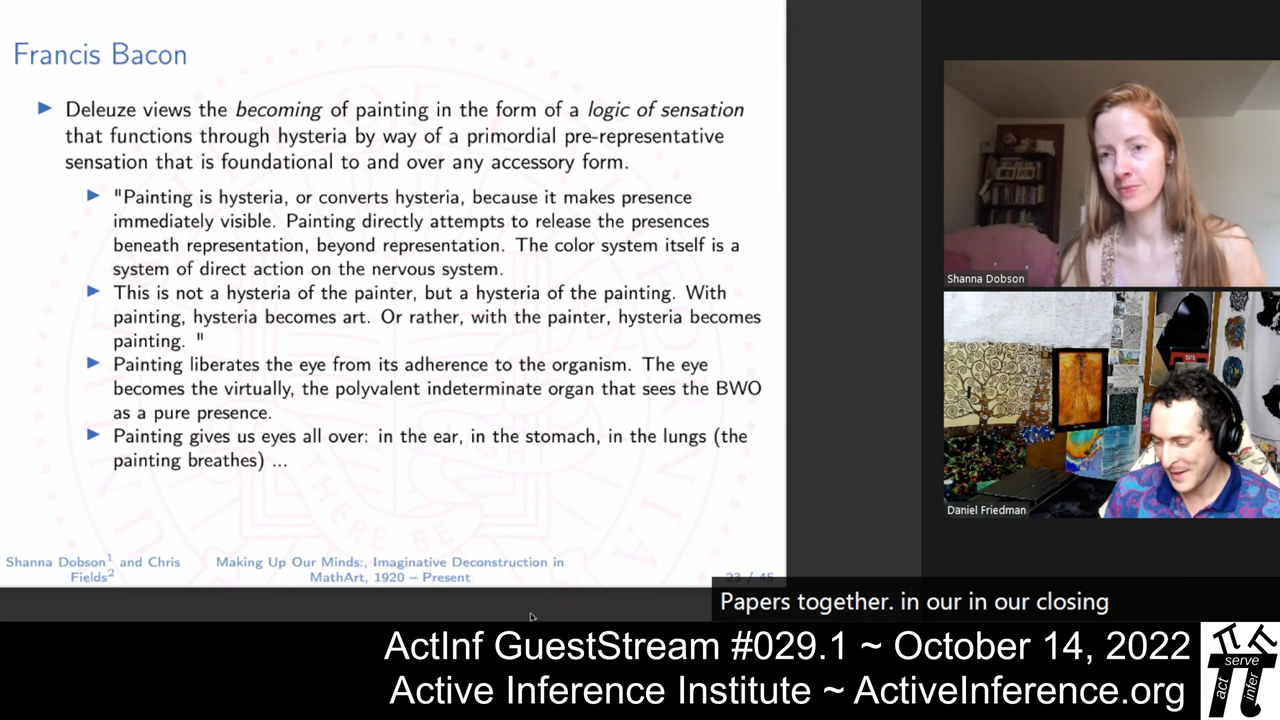 Francis Bacon
Deleuze views the becoming of painting in the form of a logic of sensation
that functions through hysteria by way of a primordial pre-representative
sensation that is foundational to and over any accessory form.
"Painting is hysteria, or converts hysteria, because it makes presence
immediately visible. Painting directly attempts to release the presences
beneath representation, beyond representation. The color system itself is a
system of direct action on the nervous system.
This is not a hysteria of the painter, but a hysteria of the painting. With
painting, hysteria becomes art. Or rather, with the painter, hysteria becomes
painting. "
Painting liberates the eye from its adherence to the organism. The eye
becomes the virtually, the polyvalent indeterminate organ that sees the BWO
as a pure presence.
Painting gives us eyes all over: in the ear, in the stomach, in the lungs (the
painting breathes) ...
Shanna Dobson1 and Chris
Fields2
Making Up Our Minds:, Imaginative Deconstruction in
MathArt, 1920 – Present
23 / 45
Shanna Dobson
Daniel Friedman
Papers together. in our in our closing
ActInf GuestStream #029.1 ~ October 14, 2022
Active Inference Institute ~ ActiveInference.org
serve
act
infer